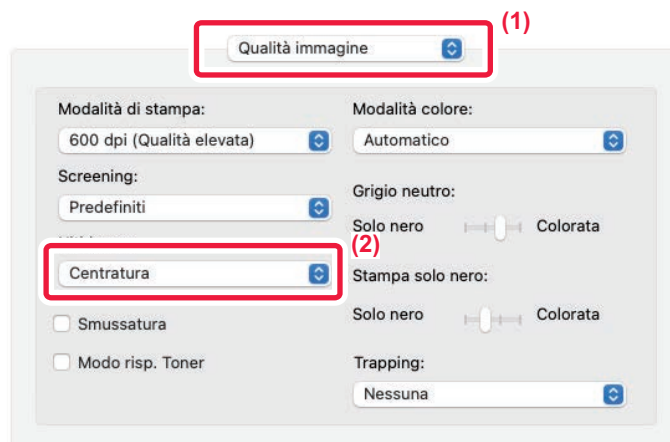 (1)
Qualità immagine
Modalità di stampa:
600 dpi (Qualità elevata)
Screening:
Predefiniti
(2)
Centratura
Smussatura
Modo risp. Toner
Modalità colore:
Automatico
Grigio neutro:
Solo nero Colorata
Stampa solo nero:
Solo nero Colorata
Trapping:
Nessuna